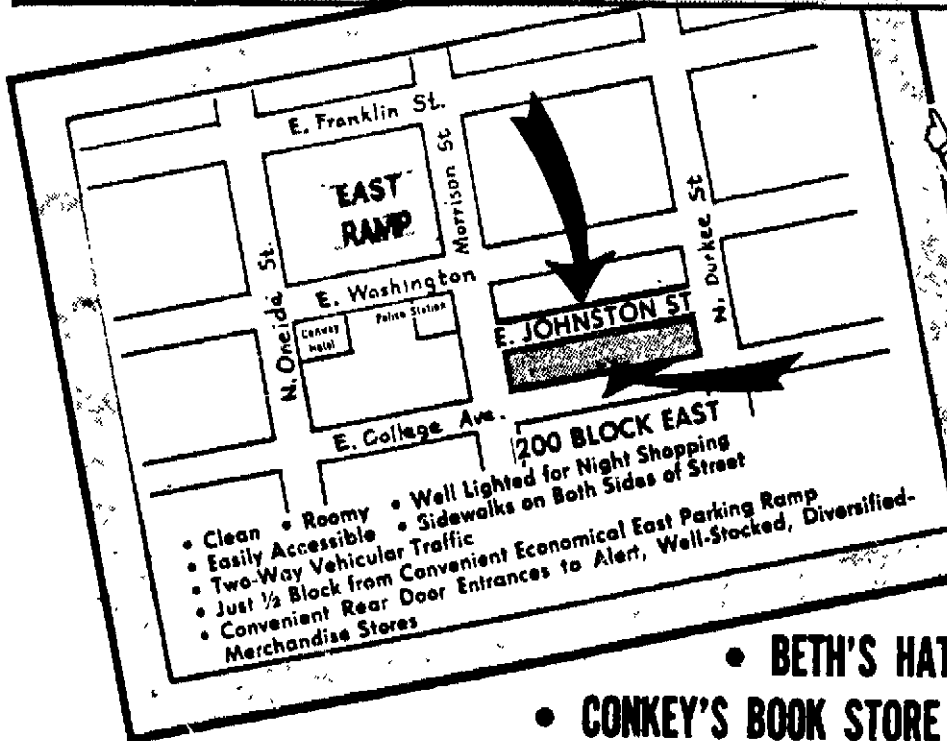 E. Franklin St.
EAST
RAMP
Morrison St
N. Oneida St.
E. Washington
Conway
Hotel
Police Station
N. Durkee St
E. JOHNSTON ST
E. College Ave.
200 BLOCK EAST
• Clean • Roomy • Well Lighted for Night Shopping
• Easily Accessible • Sidewalks on Both Sides of Street
• Two-Way Vehicular Traffic
• Just ½ Block from Convenient Economical East Parking Ramp
• Convenient Rear Door Entrances to Alert, Well-Stocked, Diversified-
Merchandise Stores
• BETH'S HAT
• CONKEY'S BOOK STORE